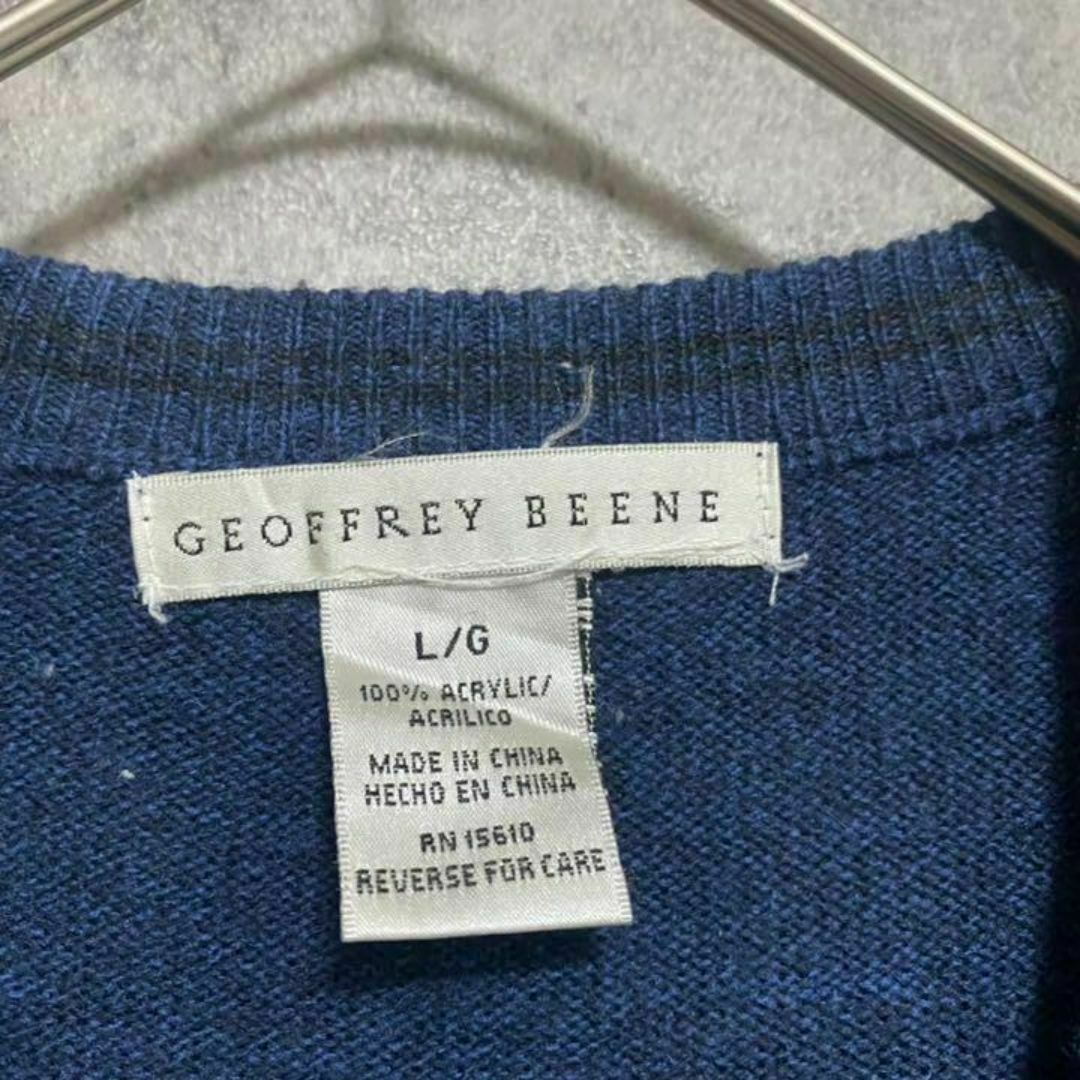 GEOFFREY BEENE
L/G
100% ACRYLIC/
ACRILICO
MADE IN CHINA
HECHO EN CHINA
RN 15610
REVERSE FOR CARE